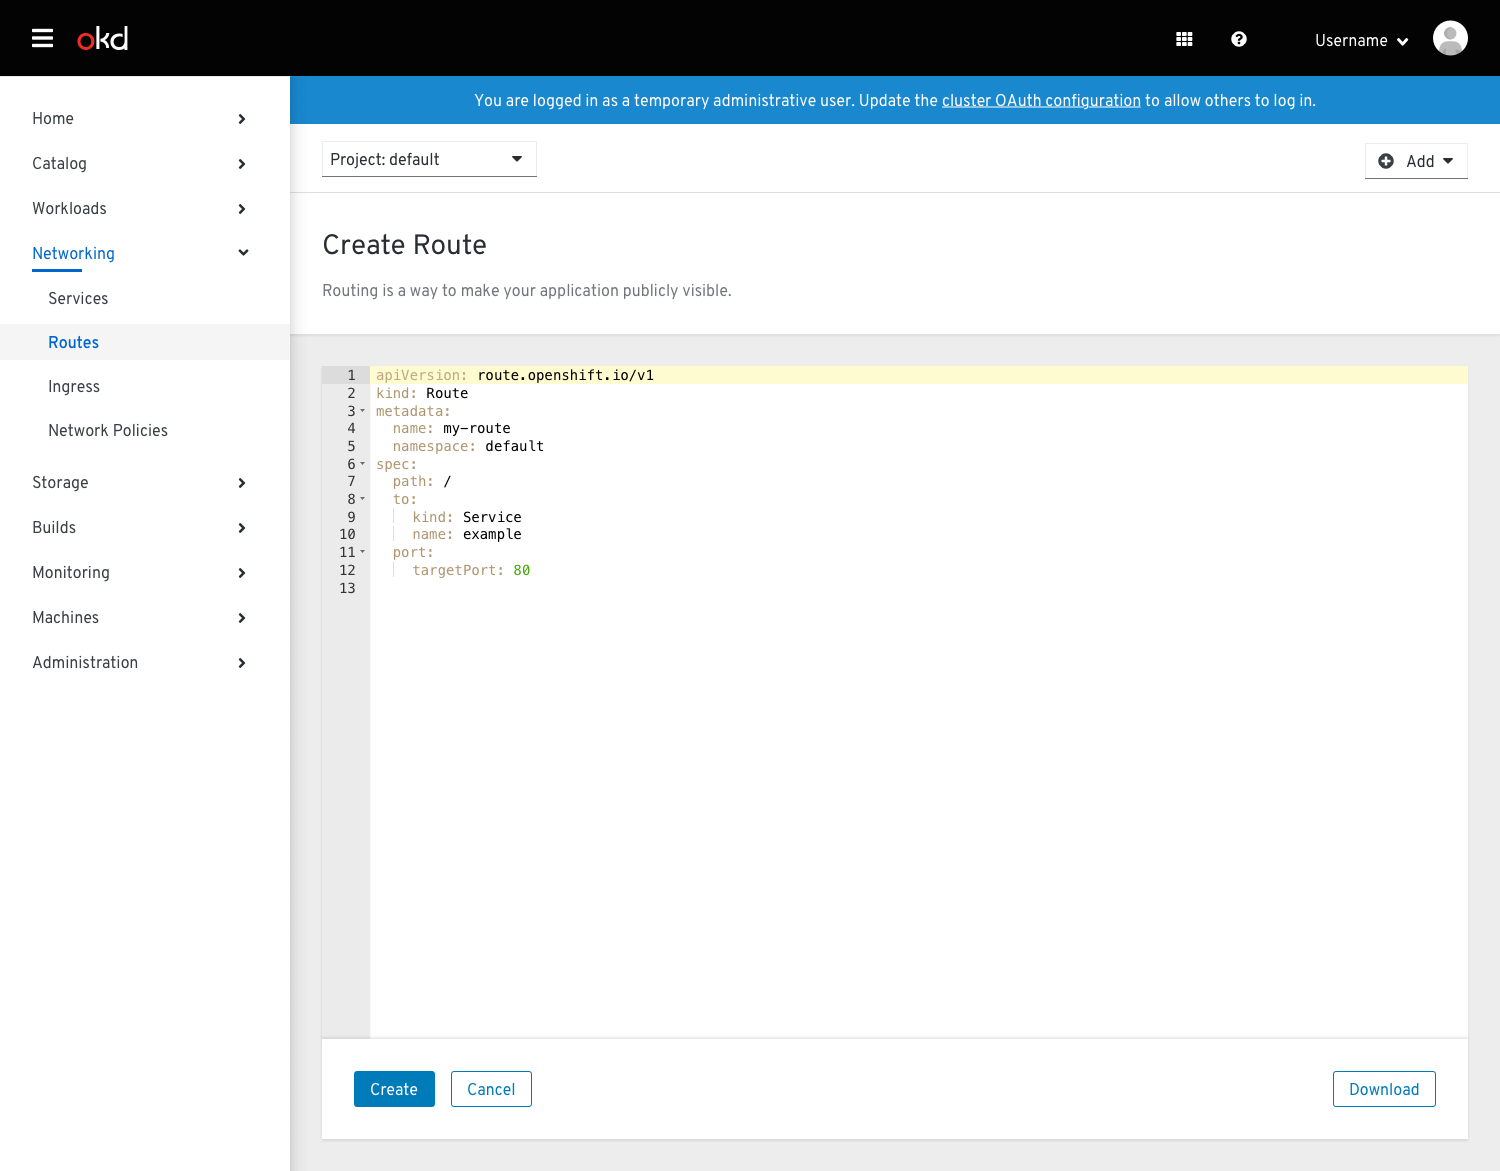 okd
Username
Home
Catalog
Workloads
Networking
Services
Routes
Ingress
Network Policies
Storage
Builds
Monitoring
Machines
Administration
You are logged in as a temporary administrative user. Update the cluster OAuth configuration to allow others to log in.
Project: default
Add
Create Route
Routing is a way to make your application publicly visible.
1 apiVersion: route.openshift.io/v1
2 kind: Route
3 metadata:
4   name: my-route
5   namespace: default
6 spec:
7   path: /
8   to:
9     kind: Service
10     name: example
11   port:
12     targetPort: 80
13
Create
Cancel
Download